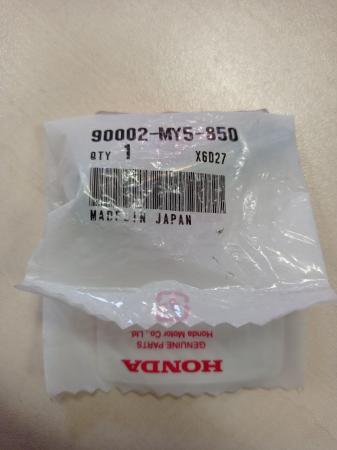 90002-MY5-850
QTY 1 X6D27
MADE IN JAPAN
HONDA
GENUINE PARTS
Honda Motor Co., Ltd.